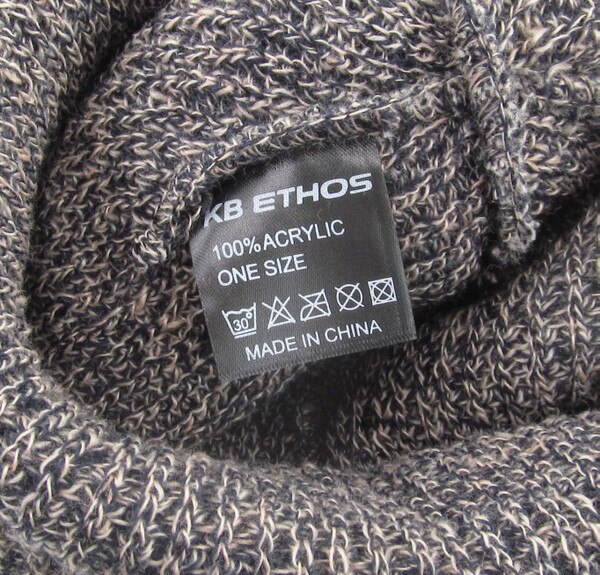 KB ETHOS
100% ACRYLIC
ONE SIZE
30°
MADE IN CHINA